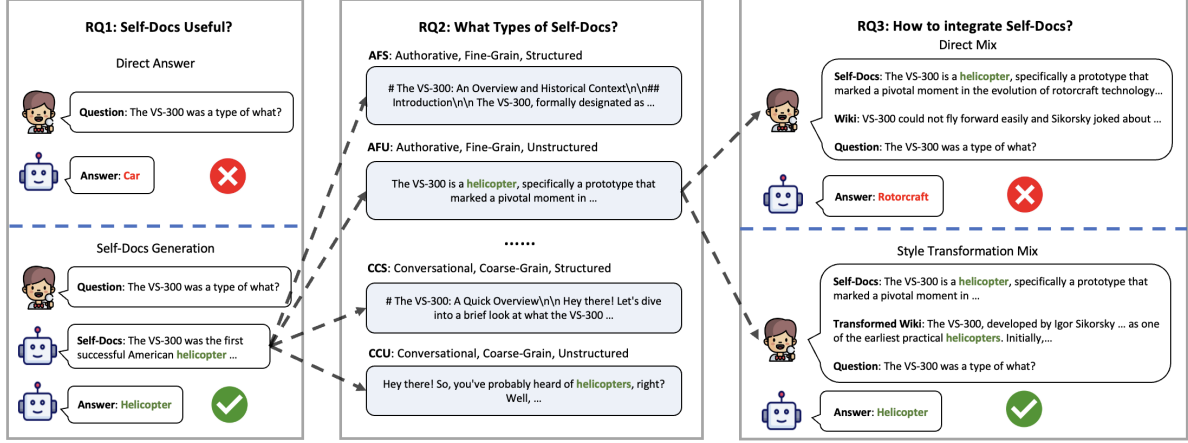 RQ1: Self-Docs Useful?
Direct Answer
Question: The VS-300 was a type of what?
Answer: Car
Self-Docs Generation
Question: The VS-300 was a type of what?
Self-Docs: The VS-300 was the first
successful American helicopter ...
Answer: Helicopter
RQ2: What Types of Self-Docs?
AFS: Authorative, Fine-Grain, Structured
# The VS-300: An Overview and Historical Context\n\n##
Introduction\n\n The VS-300, formally designated as ...
AFU: Authorative, Fine-Grain, Unstructured
The VS-300 is a helicopter, specifically a prototype that
marked a pivotal moment in ...
......
CCS: Conversational, Coarse-Grain, Structured
# The VS-300: A Quick Overview\n\n Hey there! Let's dive
into a brief look at what the VS-300 ...
CCU: Conversational, Coarse-Grain, Unstructured
Hey there! So, you've probably heard of helicopters, right?
Well, ...
RQ3: How to integrate Self-Docs?
Direct Mix
Self-Docs: The VS-300 is a helicopter, specifically a prototype that
marked a pivotal moment in the evolution of rotorcraft technology...
Wiki: VS-300 could not fly forward easily and Sikorsky joked about ...
Question: The VS-300 was a type of what?
Answer: Rotorcraft
Style Transformation Mix
Self-Docs: The VS-300 is a helicopter, specifically a prototype that
marked a pivotal moment in ...
Transformed Wiki: The VS-300, developed by Igor Sikorsky ... as one
of the earliest practical helicopters. Initially,...
Question: The VS-300 was a type of what?
Answer: Helicopter